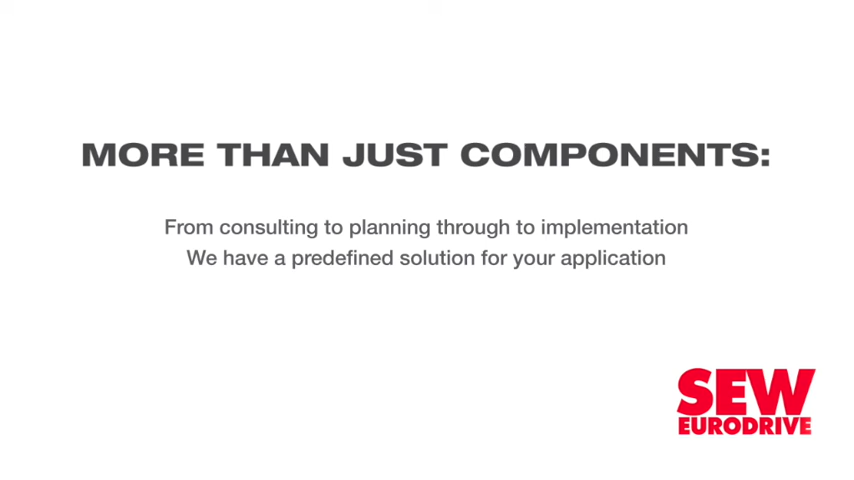 MORE THAN JUST COMPONENTS:
From consulting to planning through to implementation
We have a predefined solution for your application
SEW
EURODRIVE